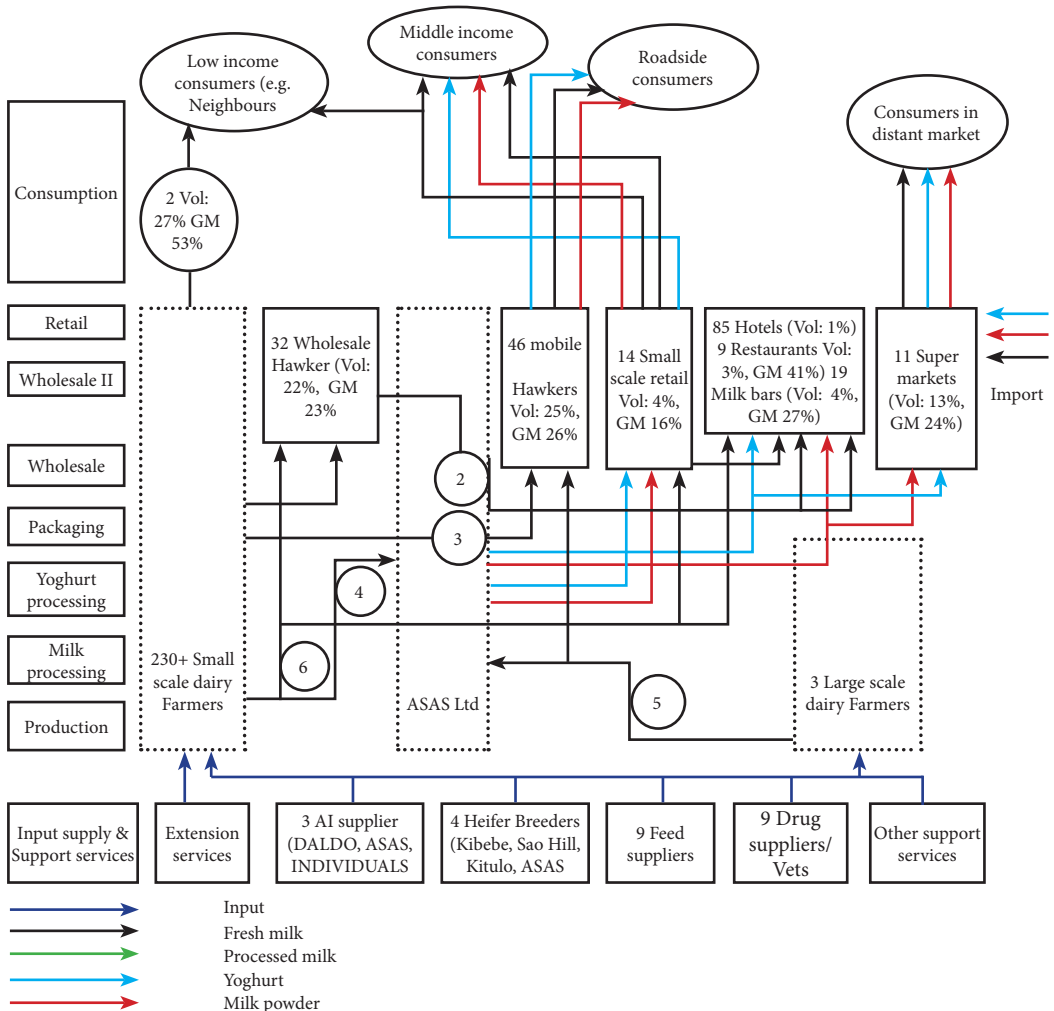 Low income
consumers (e.g.
Neighbours
Middle income
consumers
Roadside
consumers
Consumers in
distant market
Consumption
2 Vol:
27% GM
53%
Retail
Wholesale II
Wholesale
Packaging
Yoghurt
processing
Milk
processing
Production
230+ Small
scale dairy
Farmers
32 Wholesale
Hawker (Vol:
22%, GM
23%
ASAS Ltd
46 mobile
Hawkers
Vol: 25%,
GM 26%
14 Small
scale retail
Vol: 4%,
GM 16%
85 Hotels (Vol: 1%)
9 Restaurants Vol:
3%, GM 41%) 19
Milk bars (Vol: 4%,
GM 27%)
11 Super
markets
(Vol: 13%,
GM 24%)
Import
2
3
4
6
5
3 Large scale
dairy Farmers
Input supply &
Support services
Extension
services
3 AI supplier
(DALDO, ASAS,
INDIVIDUALS
4 Heifer Breeders
(Kibebe, Sao Hill,
Kitulo, ASAS
9 Feed
suppliers
9 Drug
suppliers/
Vets
Other support
services
Input
Fresh milk
Processed milk
Yoghurt
Milk powder